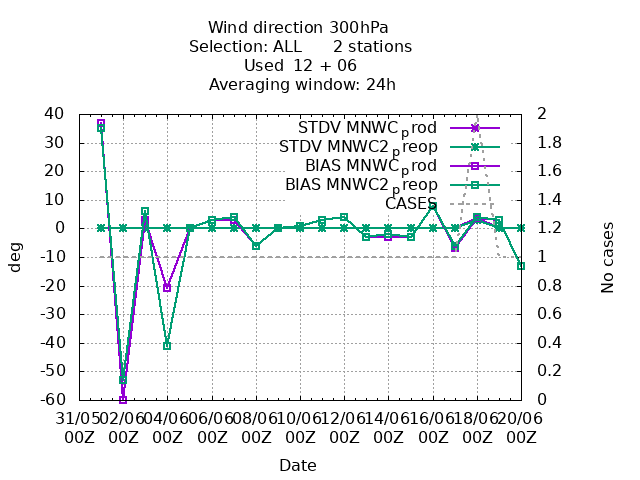 Wind direction 300hPa
Selection: ALL 2 stations
Used 12 + 06
Averaging window: 24h
STDV MNWC_prod
STDV MNWC2_preop
BIAS MNWC_prod
BIAS MNWC2_preop
CASES
40
30
20
10
0
-10
-20
-30
-40
-50
-60
deg
2
1.8
1.6
1.4
1.2
1
0.8
0.6
0.4
0.2
0
No cases
31/05 02/06 04/06 06/06 08/06 10/06 12/06 14/06 16/06 18/06 20/06
00Z 00Z 00Z 00Z 00Z 00Z 00Z 00Z 00Z 00Z 00Z
Date